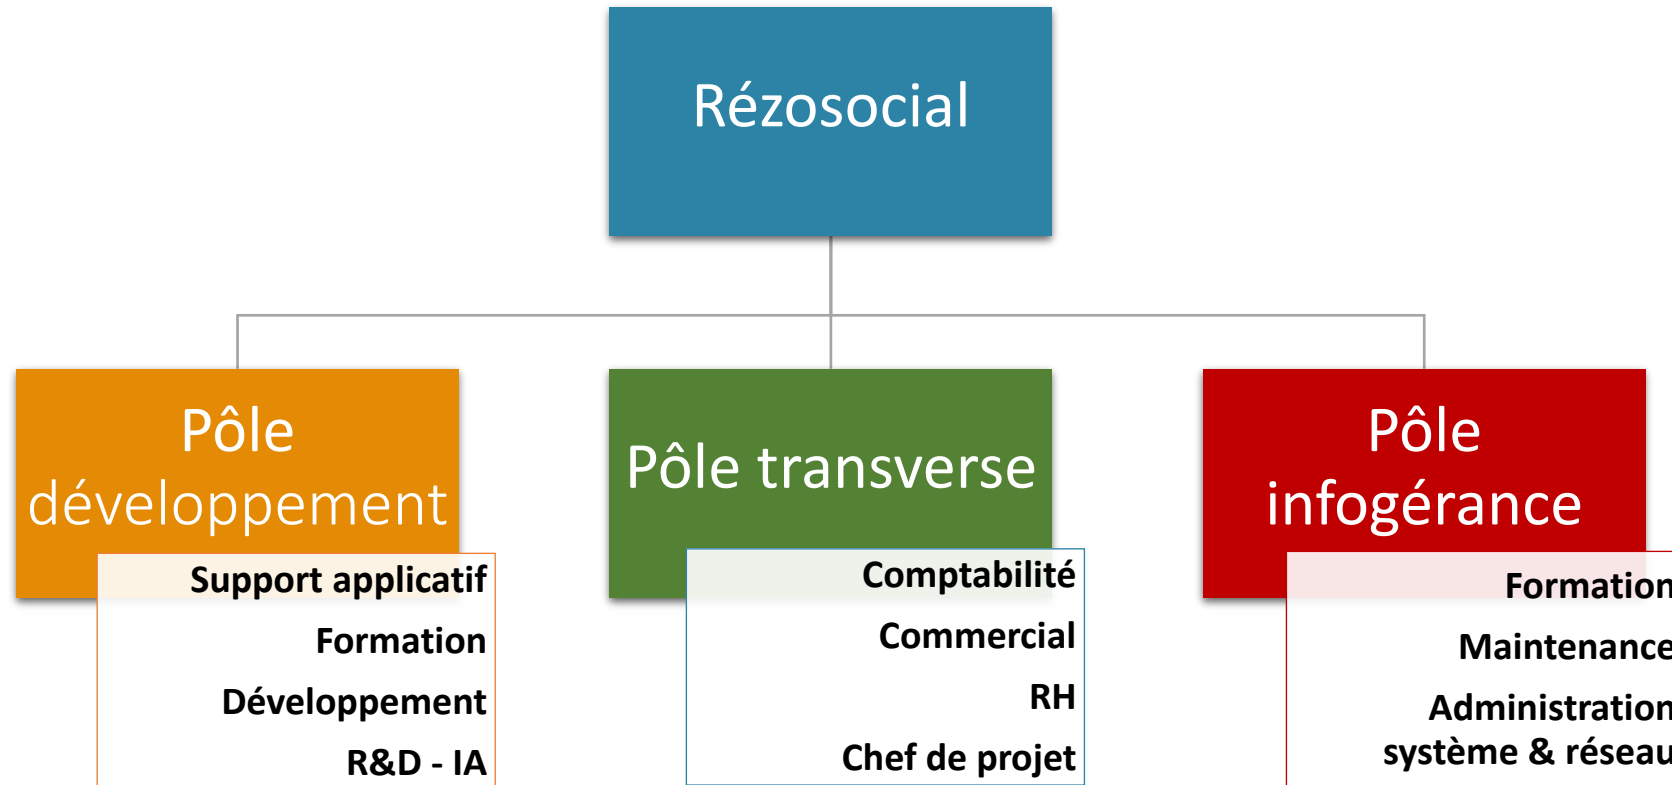 Rézosocial
Pôle
développement
Support applicatif
Formation
Développement
R&D - IA
Pôle transverse
Comptabilité
Commercial
RH
Chef de projet
Pôle
infogérance
Formation
Maintenance
Administration
système & réseau